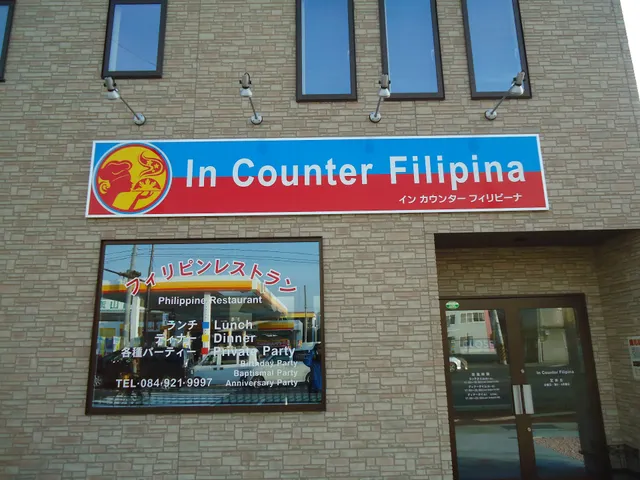 In Counter Filipina
イン カウンター フィリピーナ
フィリピンレストラン
Philippine Restaurant
ランチ Lunch
ディナー Dinner
各種パーティー Private Party
Birthday Party
Baptismal Party
TEL·084·921·9997 Anniversary Party
In Counter Filipina